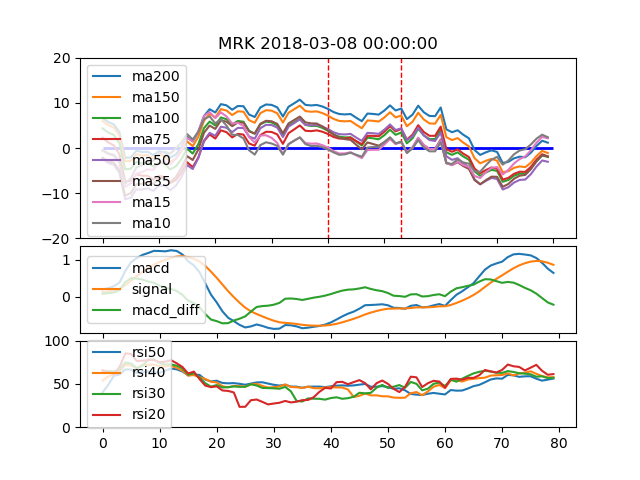 MRK 2018-03-08 00:00:00
20
10
0
−10
−20
ma200
ma150
ma100
ma75
ma50
ma35
ma15
ma10
1
0
macd
signal
macd_diff
100
50
0
rsi50
rsi40
rsi30
rsi20
0 10 20 30 40 50 60 70 80